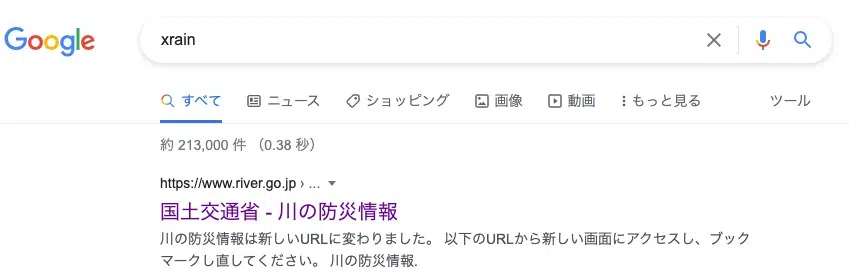 Google
xrain
すべて ニュース ショッピング 画像 動画 もっと見る ツール
約 213,000 件 （0.38 秒）
https://www.river.go.jp › ...
国土交通省 - 川の防災情報
川の防災情報は新しいURLに変わりました。 以下のURLから新しい画面にアクセスし、ブック
マークし直してください。 川の防災情報.